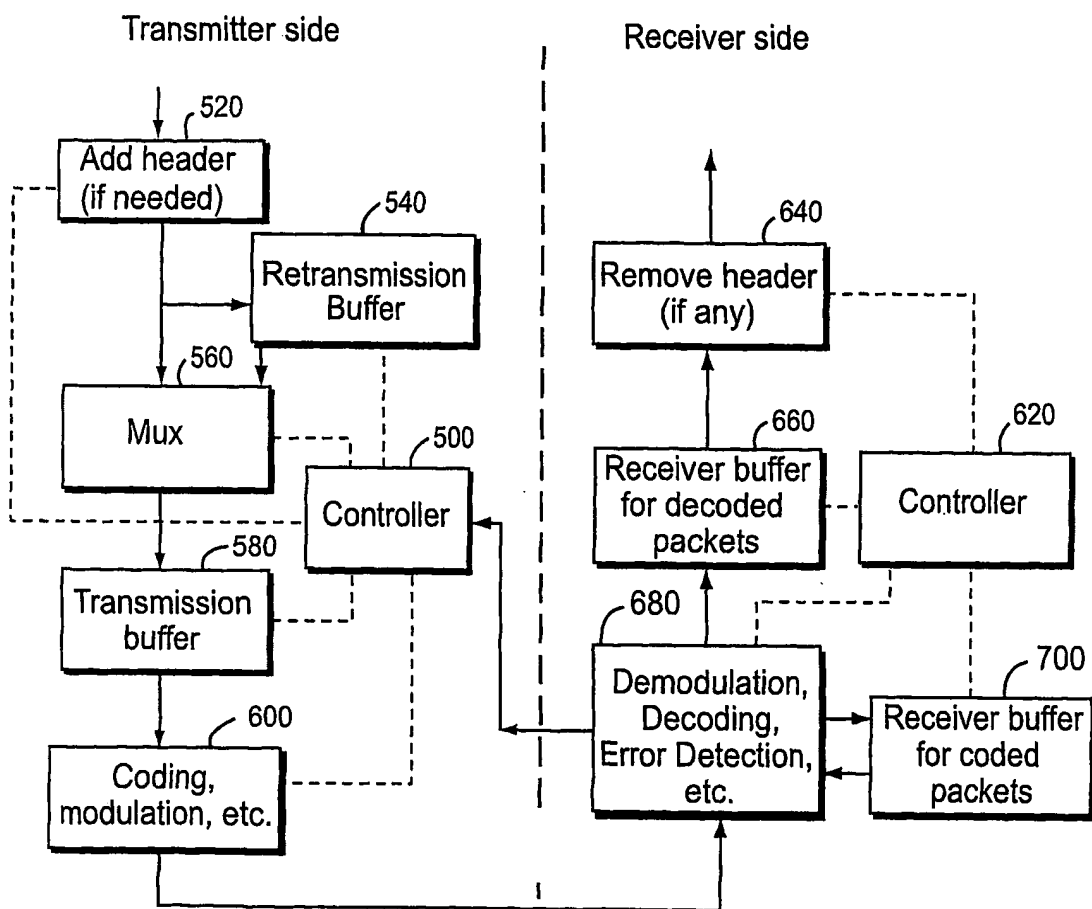 Transmitter side
Receiver side
520
Add header
(if needed)
540
Retransmission
Buffer
560
Mux
500
Controller
580
Transmission
buffer
600
Coding,
modulation, etc.
640
Remove header
(if any)
660
Receiver buffer
for decoded
packets
620
Controller
680
Demodulation,
Decoding,
Error Detection,
etc.
700
Receiver buffer
for coded
packets